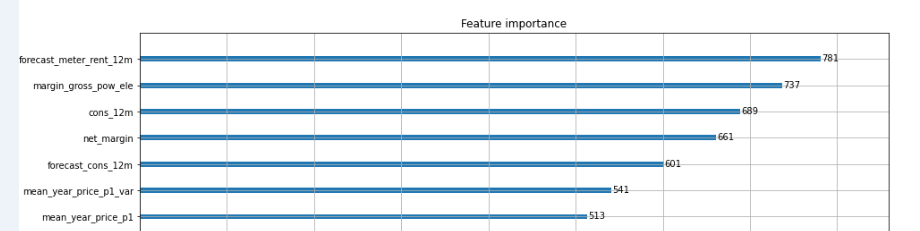 Feature importance
forecast_meter_rent_12m 781
margin_gross_pow_ele 737
cons_12m 689
net_margin 661
forecast_cons_12m 601
mean_year_price_p1_var 541
mean_year_price_p1 513